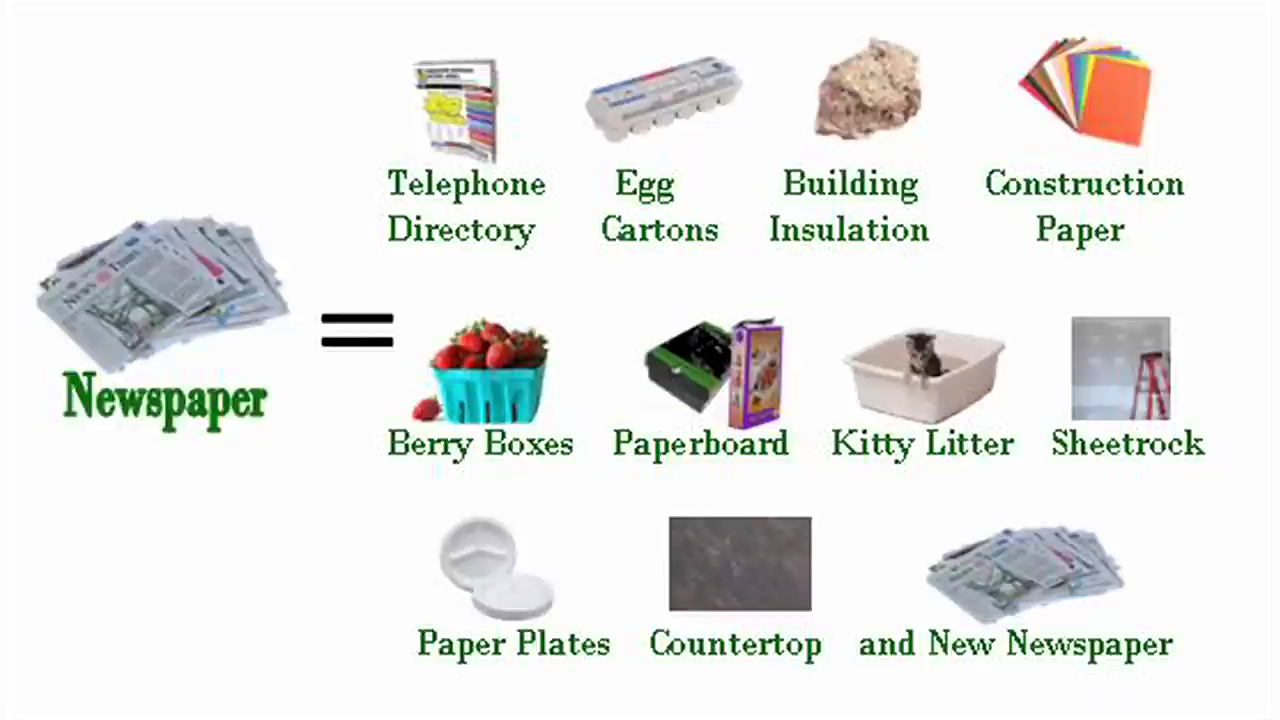 Telephone Directory
Egg Cartons
Building Insulation
Construction Paper
Newspaper
=
Berry Boxes
Paperboard
Kitty Litter
Sheetrock
Paper Plates
Countertop
and New Newspaper